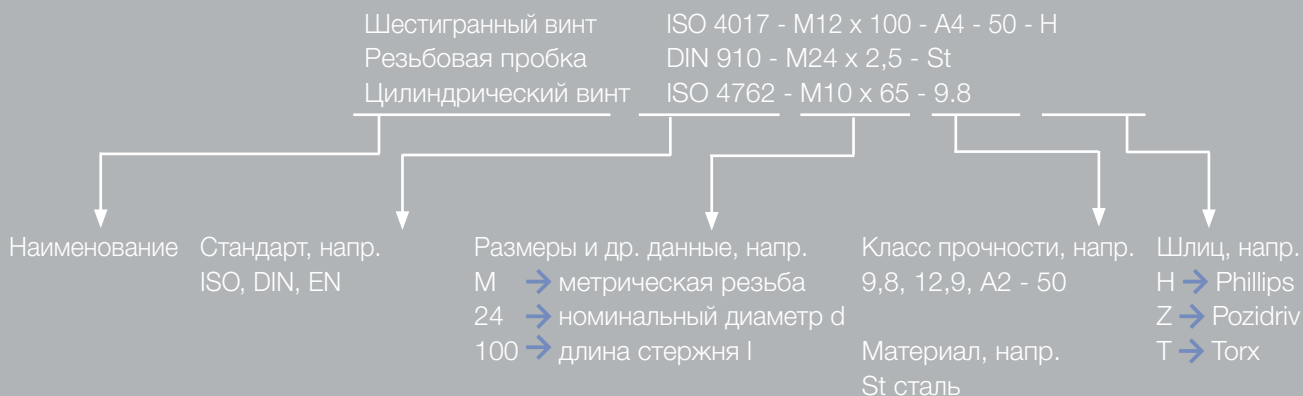 Шестигранный винт ISO 4017 - M12 x 100 - A4 - 50 - H
Резьбовая пробка DIN 910 - M24 x 2,5 - St
Цилиндрический винт ISO 4762 - M10 x 65 - 9.8
Наименование
Стандарт, напр.
ISO, DIN, EN
Размеры и др. данные, напр.
M → метрическая резьба
24 → номинальный диаметр d
100 → длина стержня l
Класс прочности, напр.
9,8, 12,9, A2 - 50
Материал, напр.
St сталь
Шлиц, напр.
H → Phillips
Z → Pozidriv
T → Torx